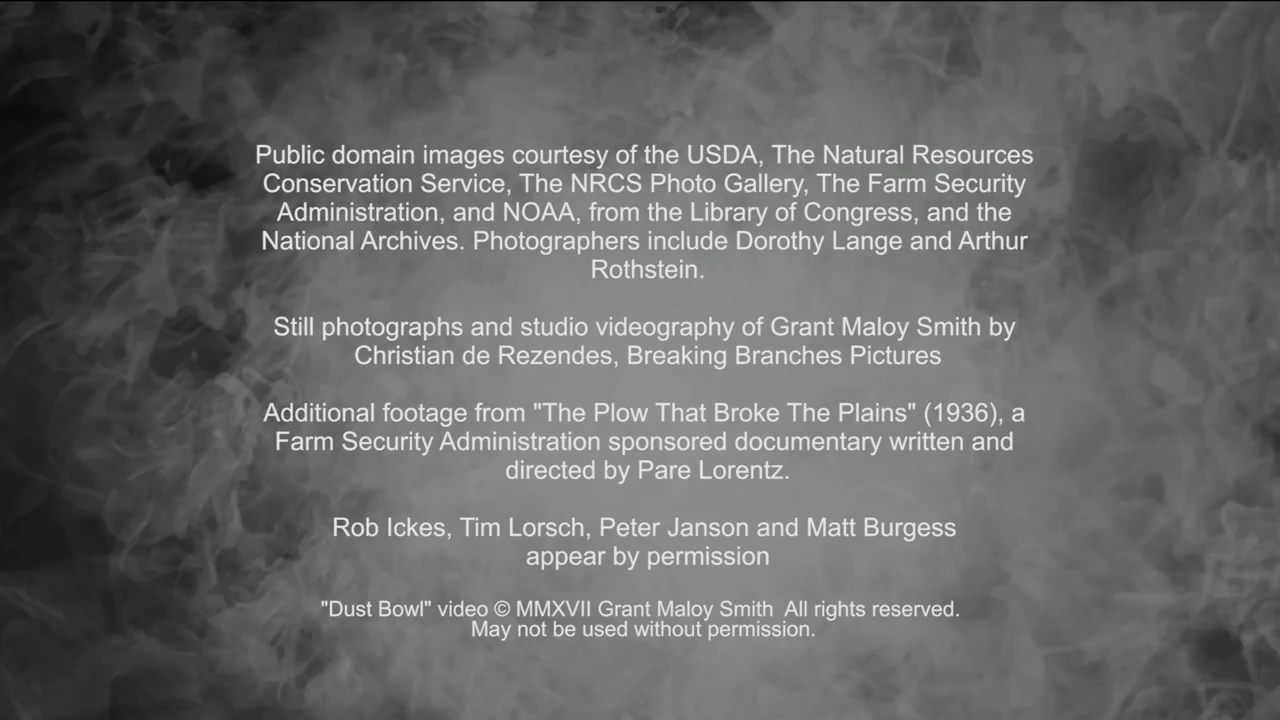 Public domain images courtesy of the USDA, The Natural Resources
Conservation Service, The NRCS Photo Gallery, The Farm Security
Administration, and NOAA, from the Library of Congress, and the
National Archives. Photographers include Dorothy Lange and Arthur
Rothstein.
Still photographs and studio videography of Grant Maloy Smith by
Christian de Rezendes, Breaking Branches Pictures
Additional footage from "The Plow That Broke The Plains" (1936), a
Farm Security Administration sponsored documentary written and
directed by Pare Lorentz.
Rob Ickes, Tim Lorsch, Peter Janson and Matt Burgess
appear by permission
"Dust Bowl" video © MMXVII Grant Maloy Smith  All rights reserved.
May not be used without permission.